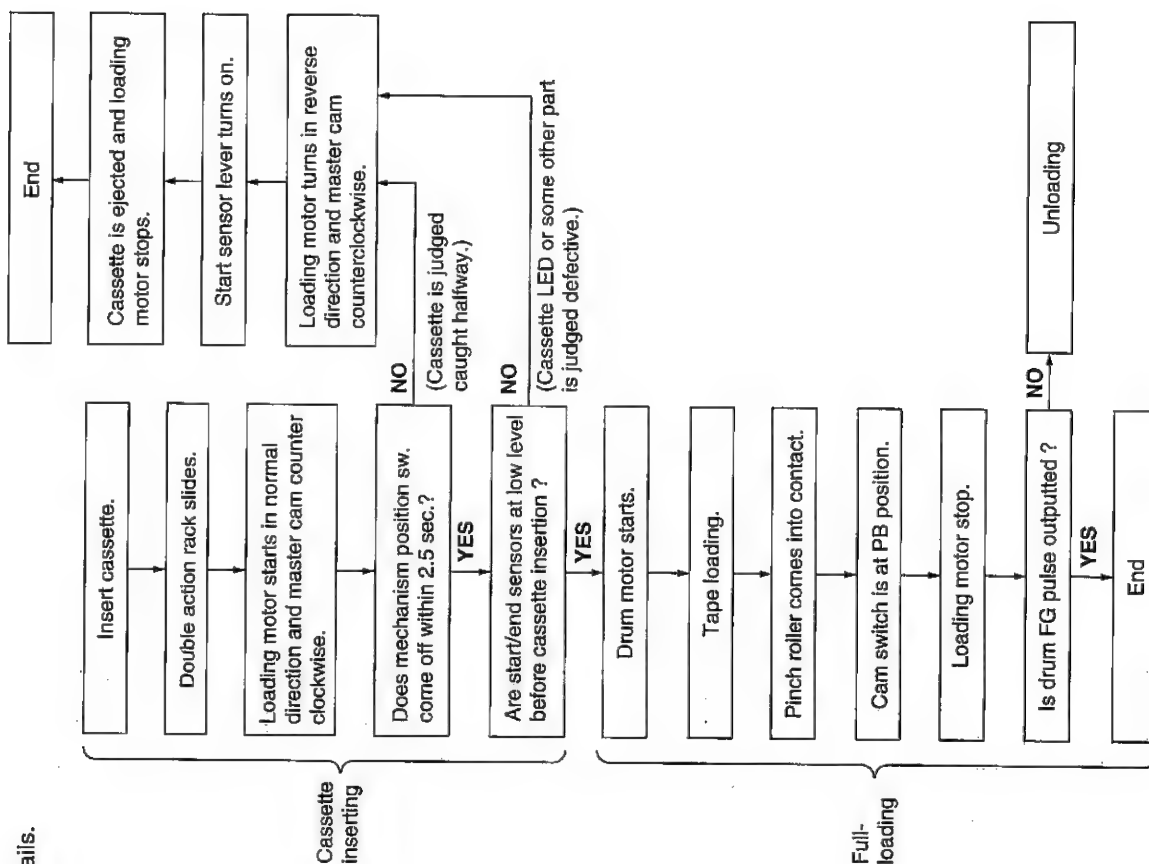 ails.
Cassette
inserting
Insert cassette.
Double action rack slides.
Loading motor starts in normal
direction and master cam counter
clockwise.
Does mechanism position sw.
come off within 2.5 sec.?
YES
NO
(Cassette is judged
caught halfway.)
Are start/end sensors at low level
before cassette insertion ?
YES
NO
(Cassette LED or some other part
is judged defective.)
Loading motor turns in reverse
direction and master cam
counterclockwise.
Start sensor lever turns on.
Cassette is ejected and loading
motor stops.
End
Full-
loading
Drum motor starts.
Tape loading.
Pinch roller comes into contact.
Cam switch is at PB position.
Loading motor stop.
Is drum FG pulse outputted ?
NO
Unloading
YES
End